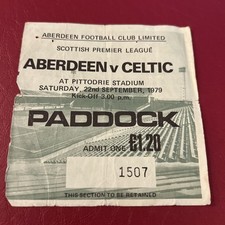 ABERDEEN FOOTBALL CLUB LIMITED
SCOTTISH PREMIER LEAGUE
ABERDEEN v CELTIC
AT PITTODRIE STADIUM
SATURDAY, 22nd SEPTEMBER, 1979
Kick-Off 3.00 p.m.
PADDOCK
ADMIT ONE £1.20
1507
THIS SECTION TO BE RETAINED